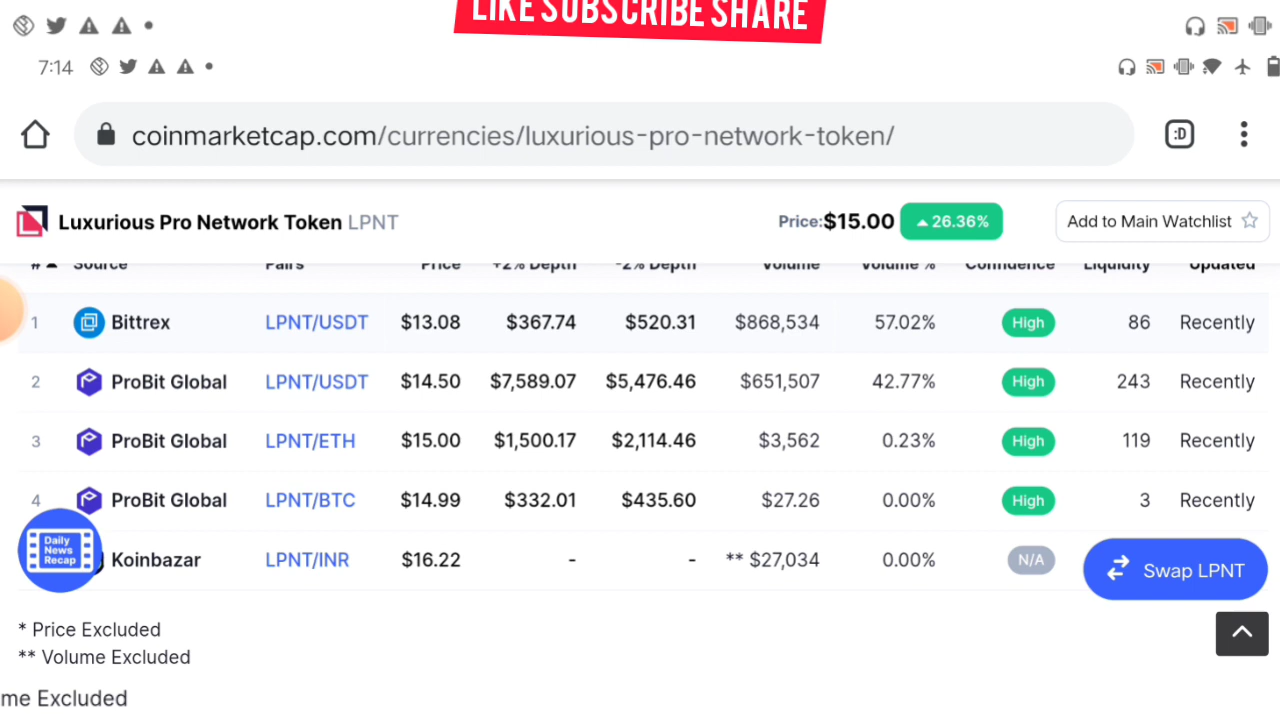 LIKE SUBSCRIBE SHARE
7:14
coinmarketcap.com/currencies/luxurious-pro-network-token/
:D
Luxurious Pro Network Token LPNT Price:$15.00 26.36% Add to Main Watchlist
# Source Pairs Price +2% Depth -2% Depth Volume Volume % Confidence Liquidity Updated
1 Bittrex LPNT/USDT $13.08 $367.74 $520.31 $868,534 57.02% High 86 Recently
2 ProBit Global LPNT/USDT $14.50 $7,589.07 $5,476.46 $651,507 42.77% High 243 Recently
3 ProBit Global LPNT/ETH $15.00 $1,500.17 $2,114.46 $3,562 0.23% High 119 Recently
4 ProBit Global LPNT/BTC $14.99 $332.01 $435.60 $27.26 0.00% High 3 Recently
Daily
News
Recap
Koinbazar LPNT/INR $16.22 - - ** $27,034 0.00% N/A
Swap LPNT
* Price Excluded
** Volume Excluded
me Excluded